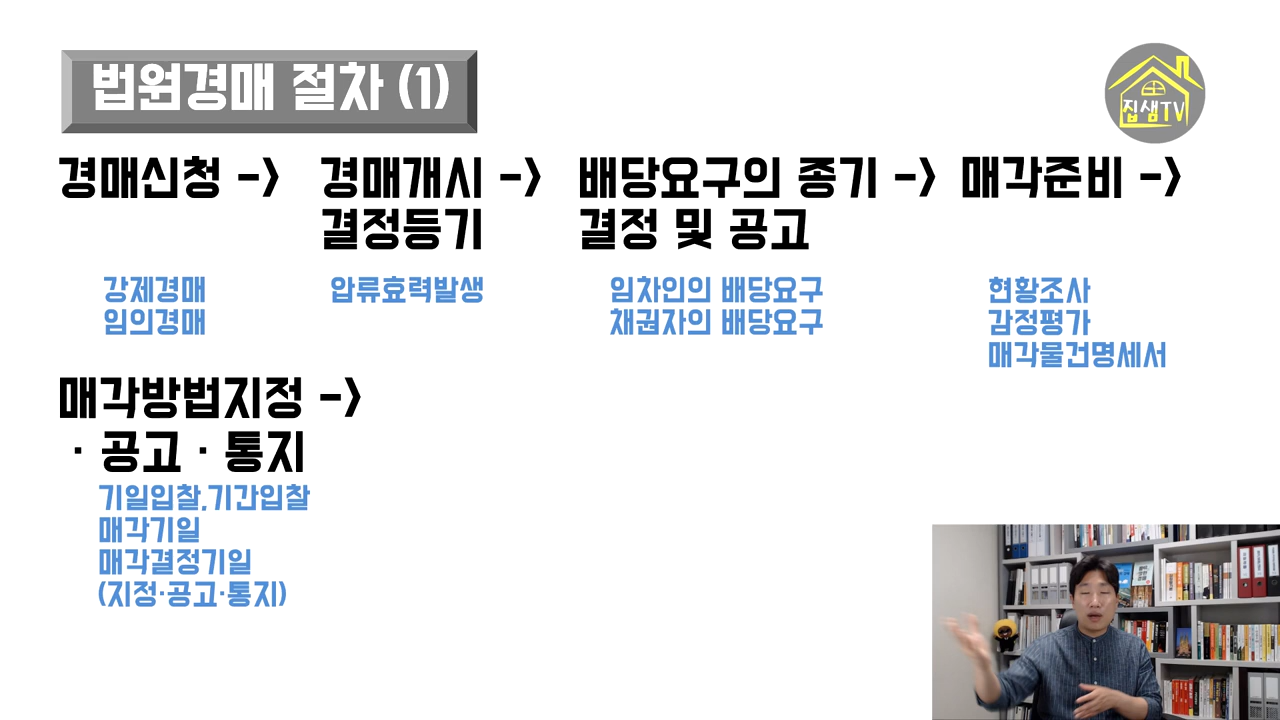 법원경매 절차 (1)
집샘TV
경매신청 -> 경매개시 -> 배당요구의 종기 -> 매각준비 ->
결정등기 결정 및 공고
강제경매 압류효력발생 임차인의 배당요구 현황조사
임의경매 채권자의 배당요구 감정평가
매각물건명세서
매각방법지정 ->
· 공고 · 통지
기일입찰,기간입찰
매각기일
매각결정기일
(지정·공고·통지)